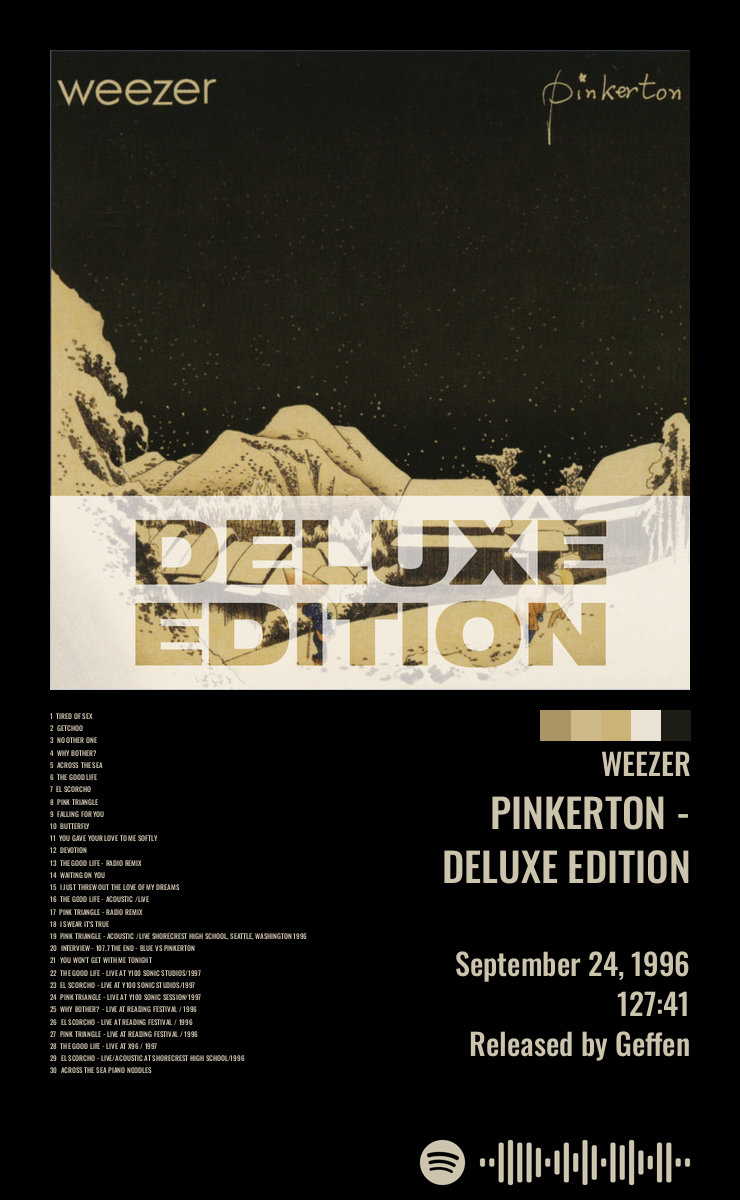 weezer
pinkerton
DELUXE
EDITION
1 TIRED OF SEX
2 GETCHOO
3 NO OTHER ONE
4 WHY BOTHER?
5 ACROSS THE SEA
6 THE GOOD LIFE
7 EL SCORCHO
8 PINK TRIANGLE
9 FALLING FOR YOU
10 BUTTERFLY
11 YOU GAVE YOUR LOVE TO ME SOFTLY
12 DEVOTION
13 THE GOOD LIFE - RADIO REMIX
14 WAITING ON YOU
15 I JUST THREW OUT THE LOVE OF MY DREAMS
16 THE GOOD LIFE - ACOUSTIC / LIVE
17 PINK TRIANGLE - RADIO REMIX
18 I SWEAR IT'S TRUE
19 PINK TRIANGLE - ACOUSTIC / LIVE SHORECREST HIGH SCHOOL, SEATTLE, WASHINGTON 1996
20 INTERVIEW - 107.7 THE END - BLUE VS PINKERTON
21 YOU WON'T GET WITH ME TONIGHT
22 THE GOOD LIFE - LIVE AT Y100 SONIC STUDIOS/1997
23 EL SCORCHO - LIVE AT Y100 SONIC STUDIOS/1997
24 PINK TRIANGLE - LIVE AT Y100 SONIC SESSION/1997
25 WHY BOTHER? - LIVE AT READING FESTIVAL / 1996
26 EL SCORCHO - LIVE AT READING FESTIVAL / 1996
27 PINK TRIANGLE - LIVE AT READING FESTIVAL / 1996
28 THE GOOD LIFE - LIVE AT X96 / 1997
29 EL SCORCHO - LIVE/ACOUSTIC AT SHORECREST HIGH SCHOOL/1996
30 ACROSS THE SEA PIANO NOODLES
WEEZER
PINKERTON -
DELUXE EDITION
September 24, 1996
127:41
Released by Geffen